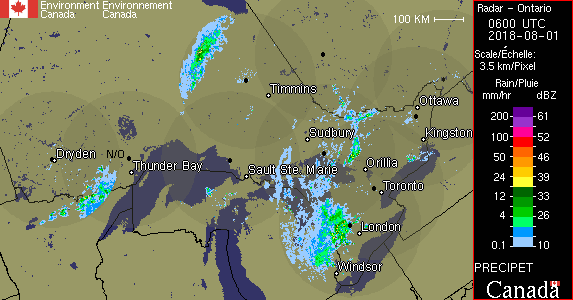 Environment Environnement
Canada Canada
100 KM
Timmins
Ottawa
Sudbury
Kingston
Dryden
N/O
Thunder Bay
Sault Ste. Marie
Orillia
Toronto
London
Windsor
Radar - Ontario
0600 UTC
2018-08-01
Scale/Échelle:
3.5 km/Pixel
Rain/Pluie
mm/hr dBZ
200 61
100 52
50 46
24 39
12 33
4 26
0.1 10
PRECIPET
Canada